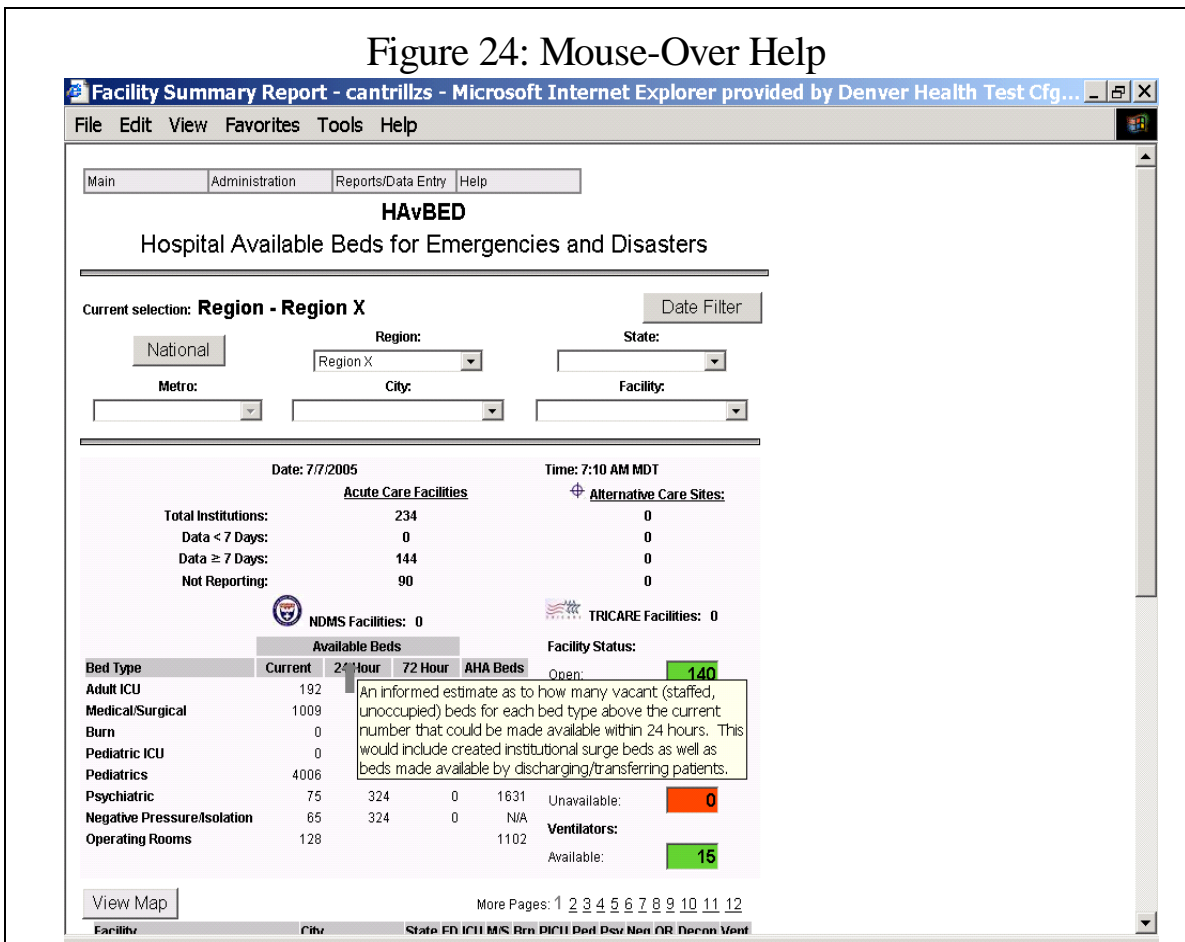 Figure 24: Mouse-Over Help
Facility Summary Report - cantrillzs - Microsoft Internet Explorer provided by Denver Health Test Cfg...
File Edit View Favorites Tools Help
Main Administration Reports/Data Entry Help
HAvBED
Hospital Available Beds for Emergencies and Disasters
Current selection: Region - Region X Date Filter
National Region: State:
Region X
Metro: City: Facility:
Date: 7/7/2005 Time: 7:10 AM MDT
Acute Care Facilities Alternative Care Sites:
Total Institutions: 234 0
Data < 7 Days: 0 0
Data ≥ 7 Days: 144 0
Not Reporting: 90 0
NDMS Facilities: 0 TRICARE TRICARE Facilities: 0
Available Beds Facility Status:
Bed Type Current 24 Hour 72 Hour AHA Beds Open: 140
Adult ICU 192
Medical/Surgical 1009
Burn 0
Pediatric ICU 0
Pediatrics 4006
An informed estimate as to how many vacant (staffed,
unoccupied) beds for each bed type above the current
number that could be made available within 24 hours. This
would include created institutional surge beds as well as
beds made available by discharging/transferring patients.
Psychiatric 75 324 0 1631 Unavailable: 0
Negative Pressure/Isolation 65 324 0 N/A
Ventilators:
Operating Rooms 128 1102
Available: 15
View Map More Pages: 1 2 3 4 5 6 7 8 9 10 11 12
Facility City State ED ICU M/S Brn PICU Ped Psy Neg OR Decon Vent